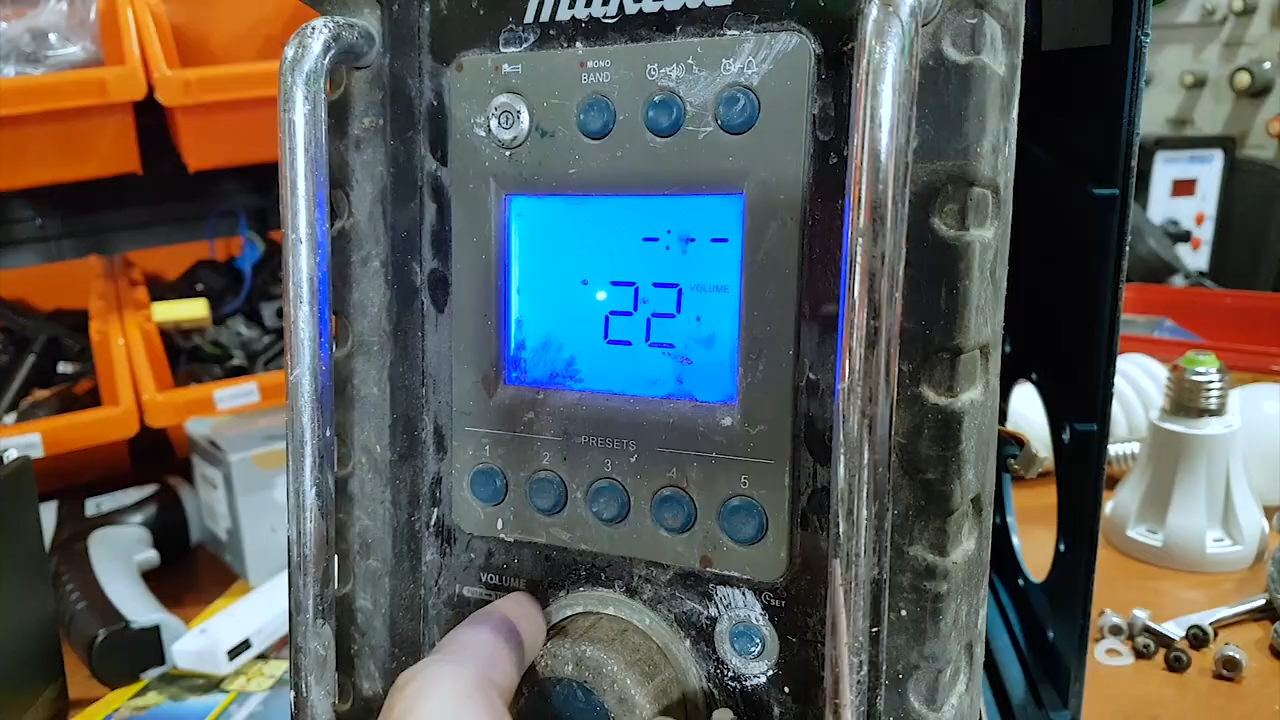 MONO
BAND
-:--
22 VOLUME
PRESETS
1 2 3 4 5
VOLUME
SET